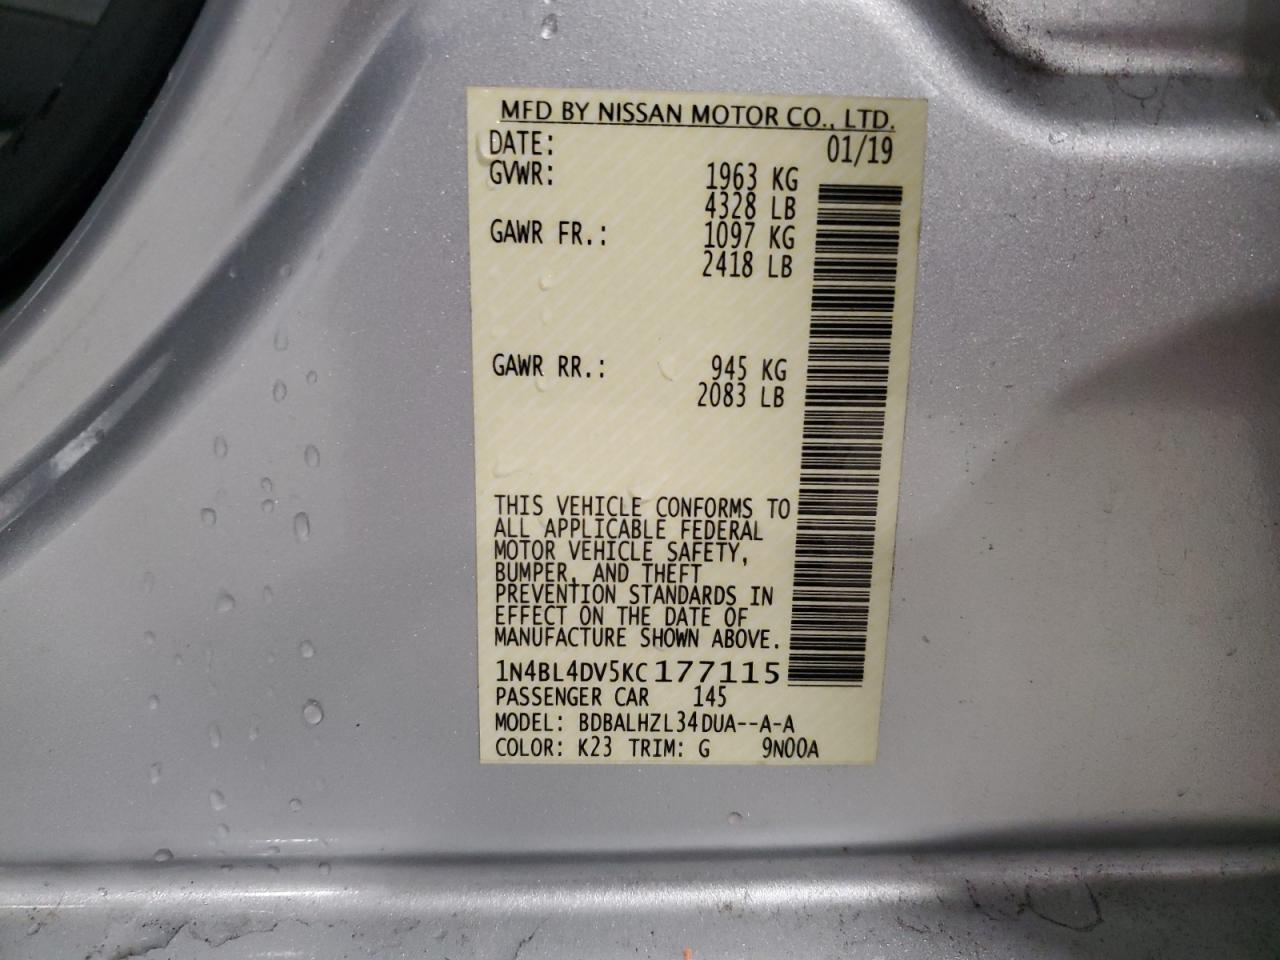 MFD BY NISSAN MOTOR CO., LTD.
DATE: 01/19
GVWR: 1963 KG
4328 LB
GAWR FR.: 1097 KG
2418 LB
GAWR RR.: 945 KG
2083 LB
THIS VEHICLE CONFORMS TO
ALL APPLICABLE FEDERAL
MOTOR VEHICLE SAFETY,
BUMPER, AND THEFT
PREVENTION STANDARDS IN
EFFECT ON THE DATE OF
MANUFACTURE SHOWN ABOVE.
1N4BL4DV5KC177115
PASSENGER CAR 145
MODEL: BDBALHZL34DUA--A-A
COLOR: K23 TRIM: G 9N00A